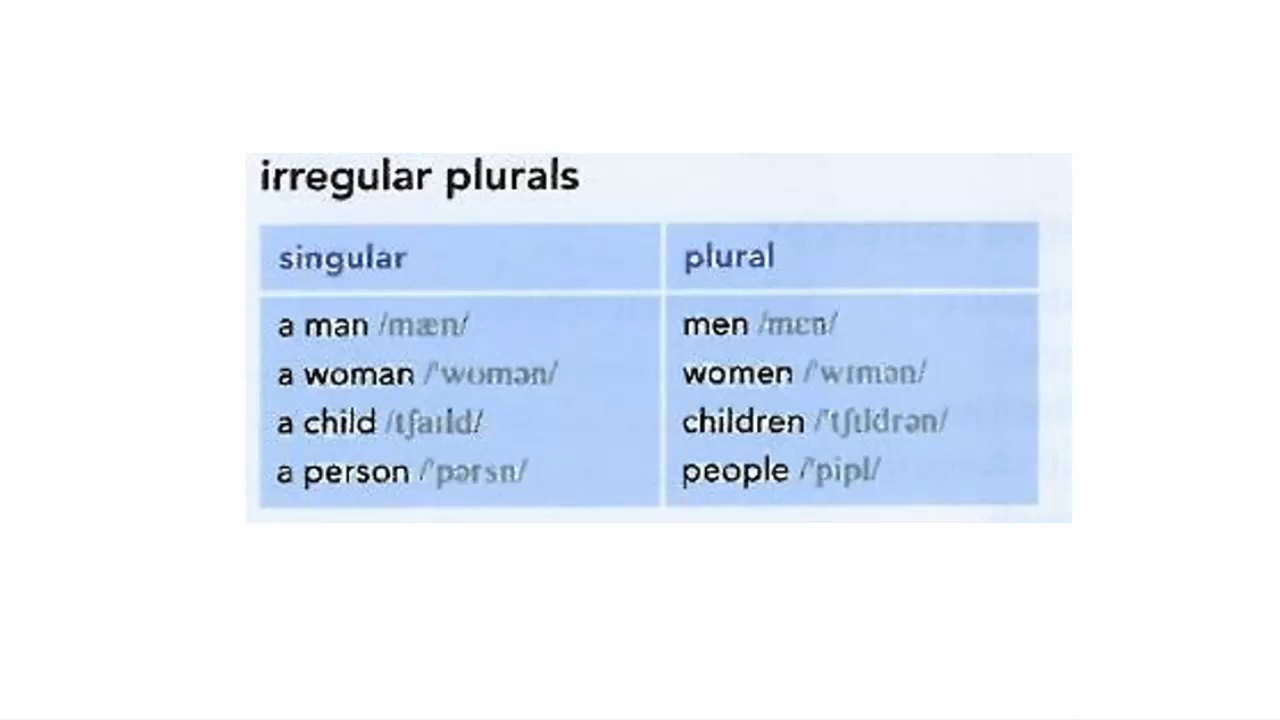 irregular plurals
singular plural
a man /mæn/ men /mɛn/
a woman /ˈwʊmən/ women /ˈwɪmən/
a child /tʃaɪld/ children /ˈtʃɪldrən/
a person /ˈpərsn/ people /ˈpipl/